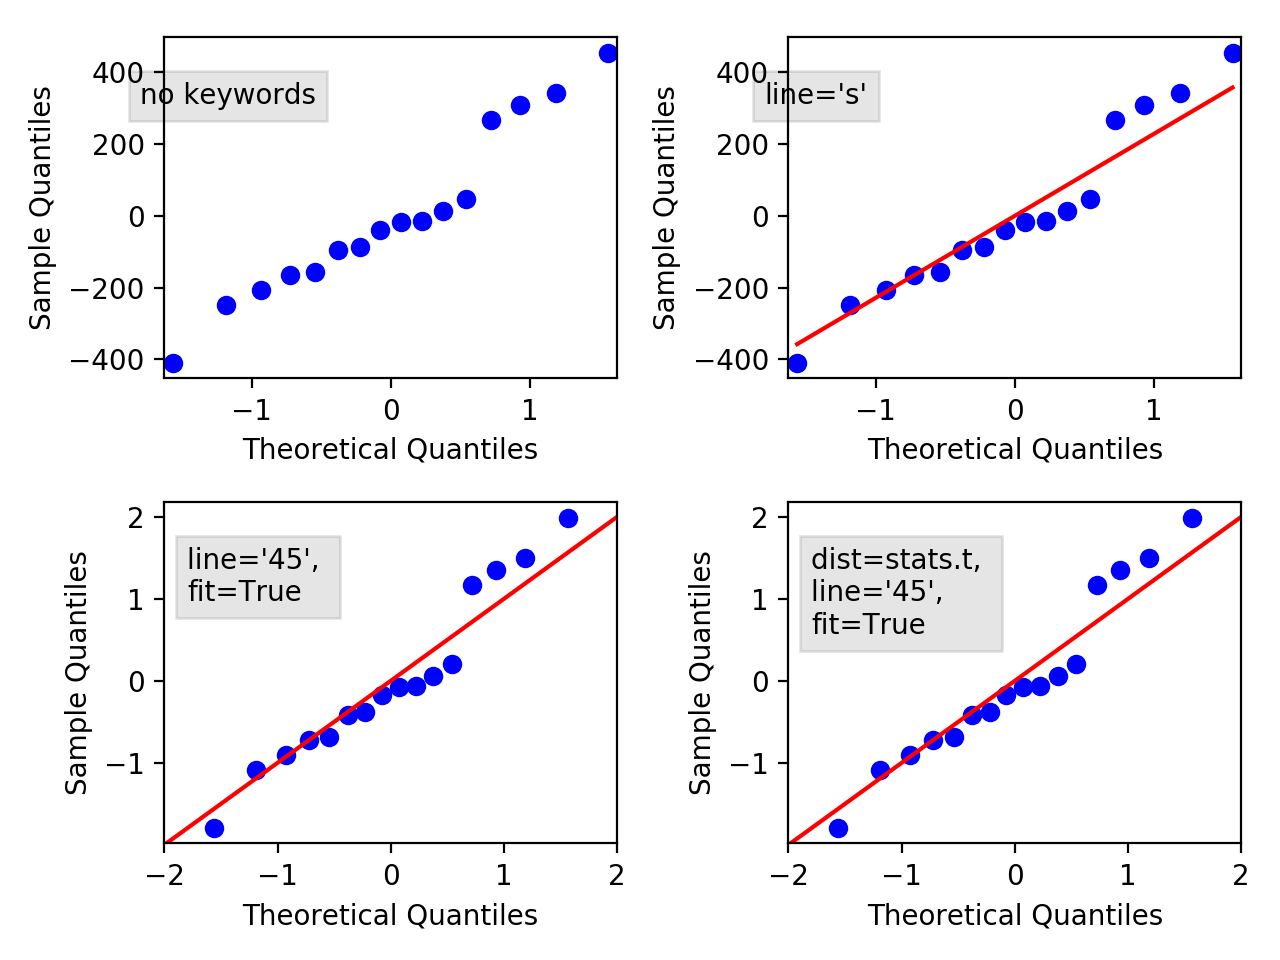 400
200
0
−200
−400
Sample Quantiles
no keywords
−1
0
1
Theoretical Quantiles
400
200
0
−200
−400
Sample Quantiles
line='s'
−1
0
1
Theoretical Quantiles
2
1
0
−1
Sample Quantiles
line='45',
fit=True
−2
−1
0
1
2
Theoretical Quantiles
2
1
0
−1
Sample Quantiles
dist=stats.t,
line='45',
fit=True
−2
−1
0
1
2
Theoretical Quantiles